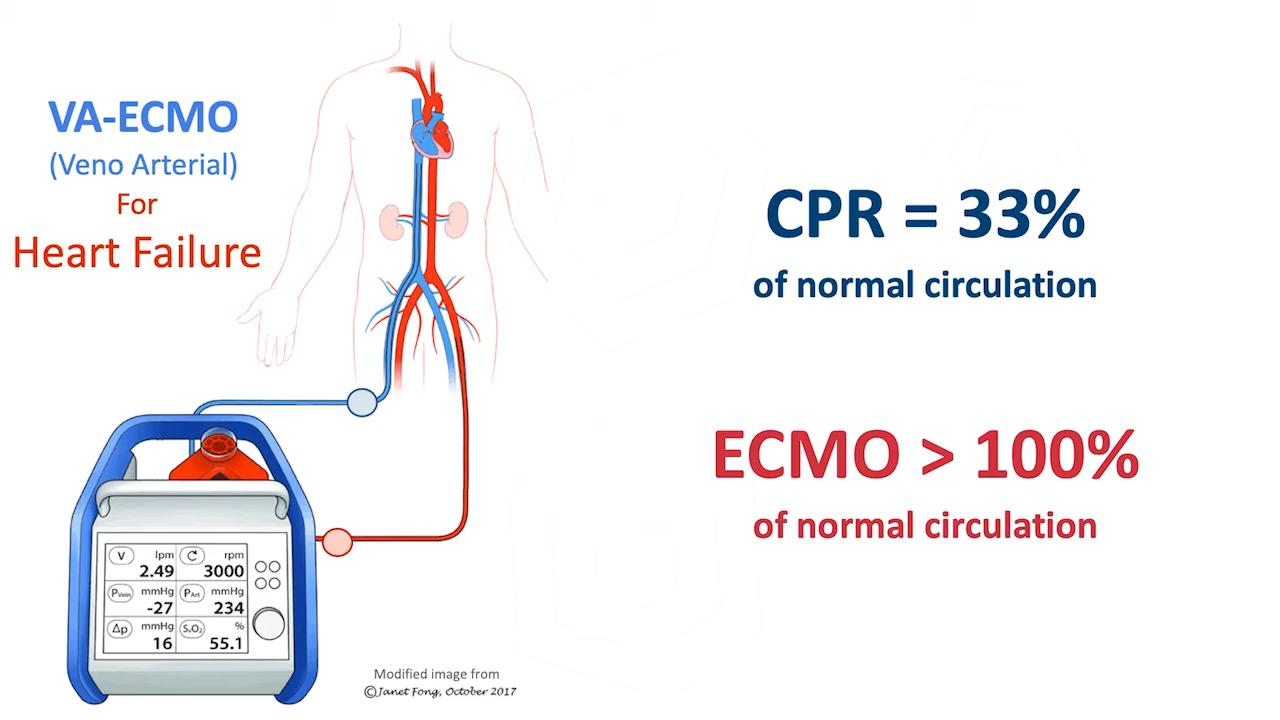 VA-ECMO
(Veno Arterial)
For
Heart Failure
CPR = 33%
of normal circulation
ECMO > 100%
of normal circulation
V lpm 2.49
rpm 3000
PVein mmHg -27
PArt mmHg 234
Δp mmHg 16
SvO2 % 55.1
Modified image from
©Janet Fong, October 2017